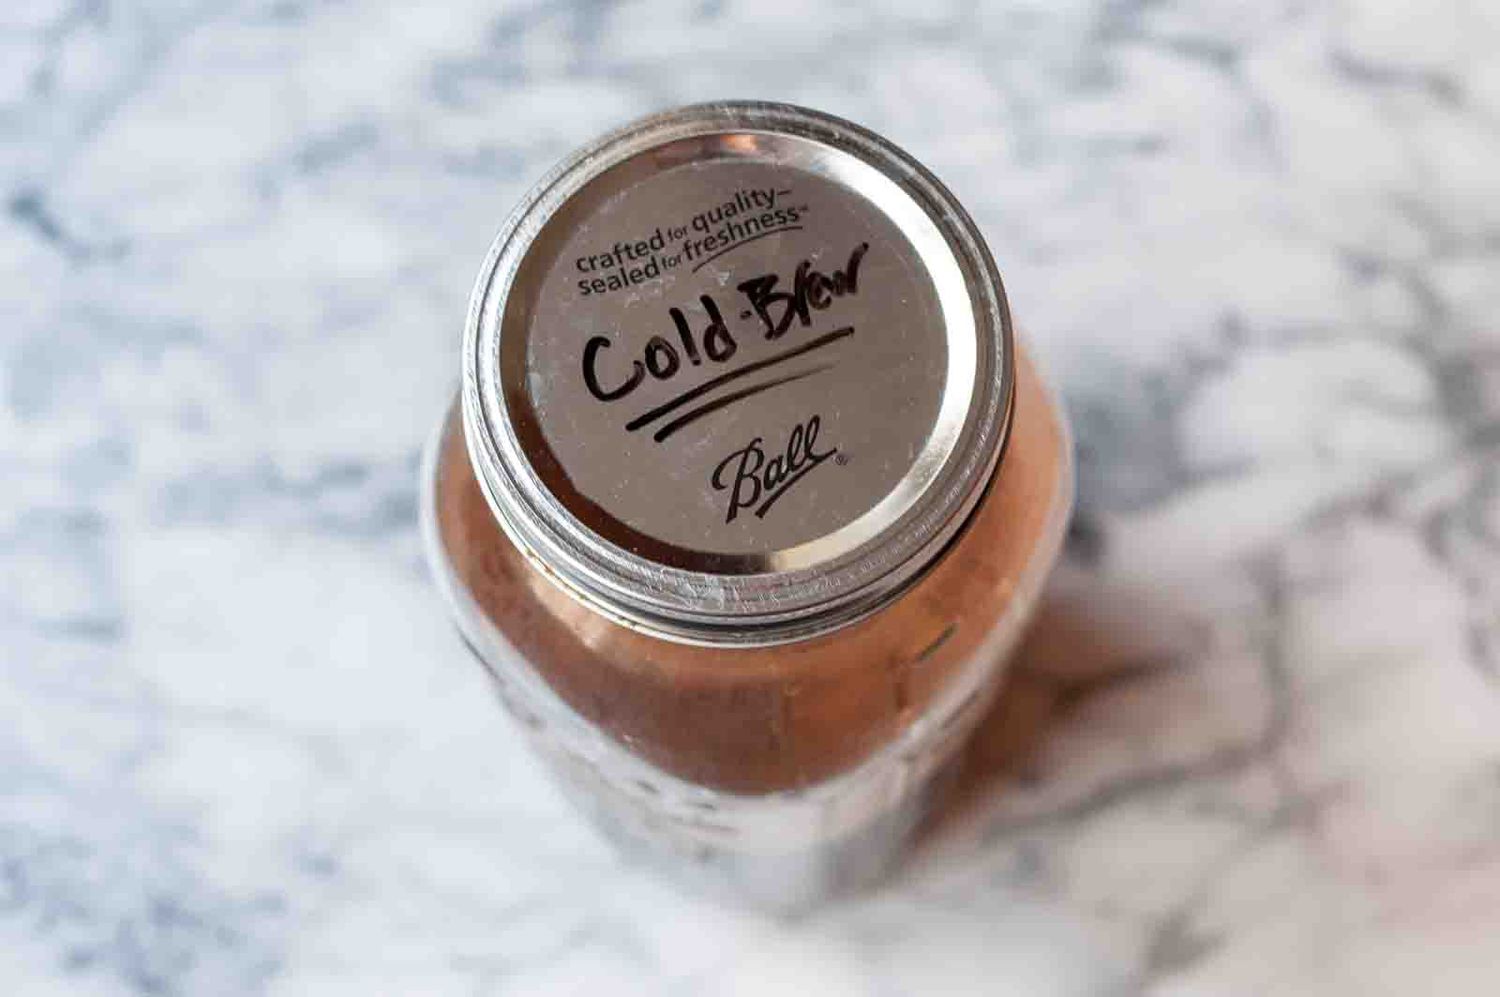 crafted for quality–
sealed for freshness™
Cold-Brew
Ball®